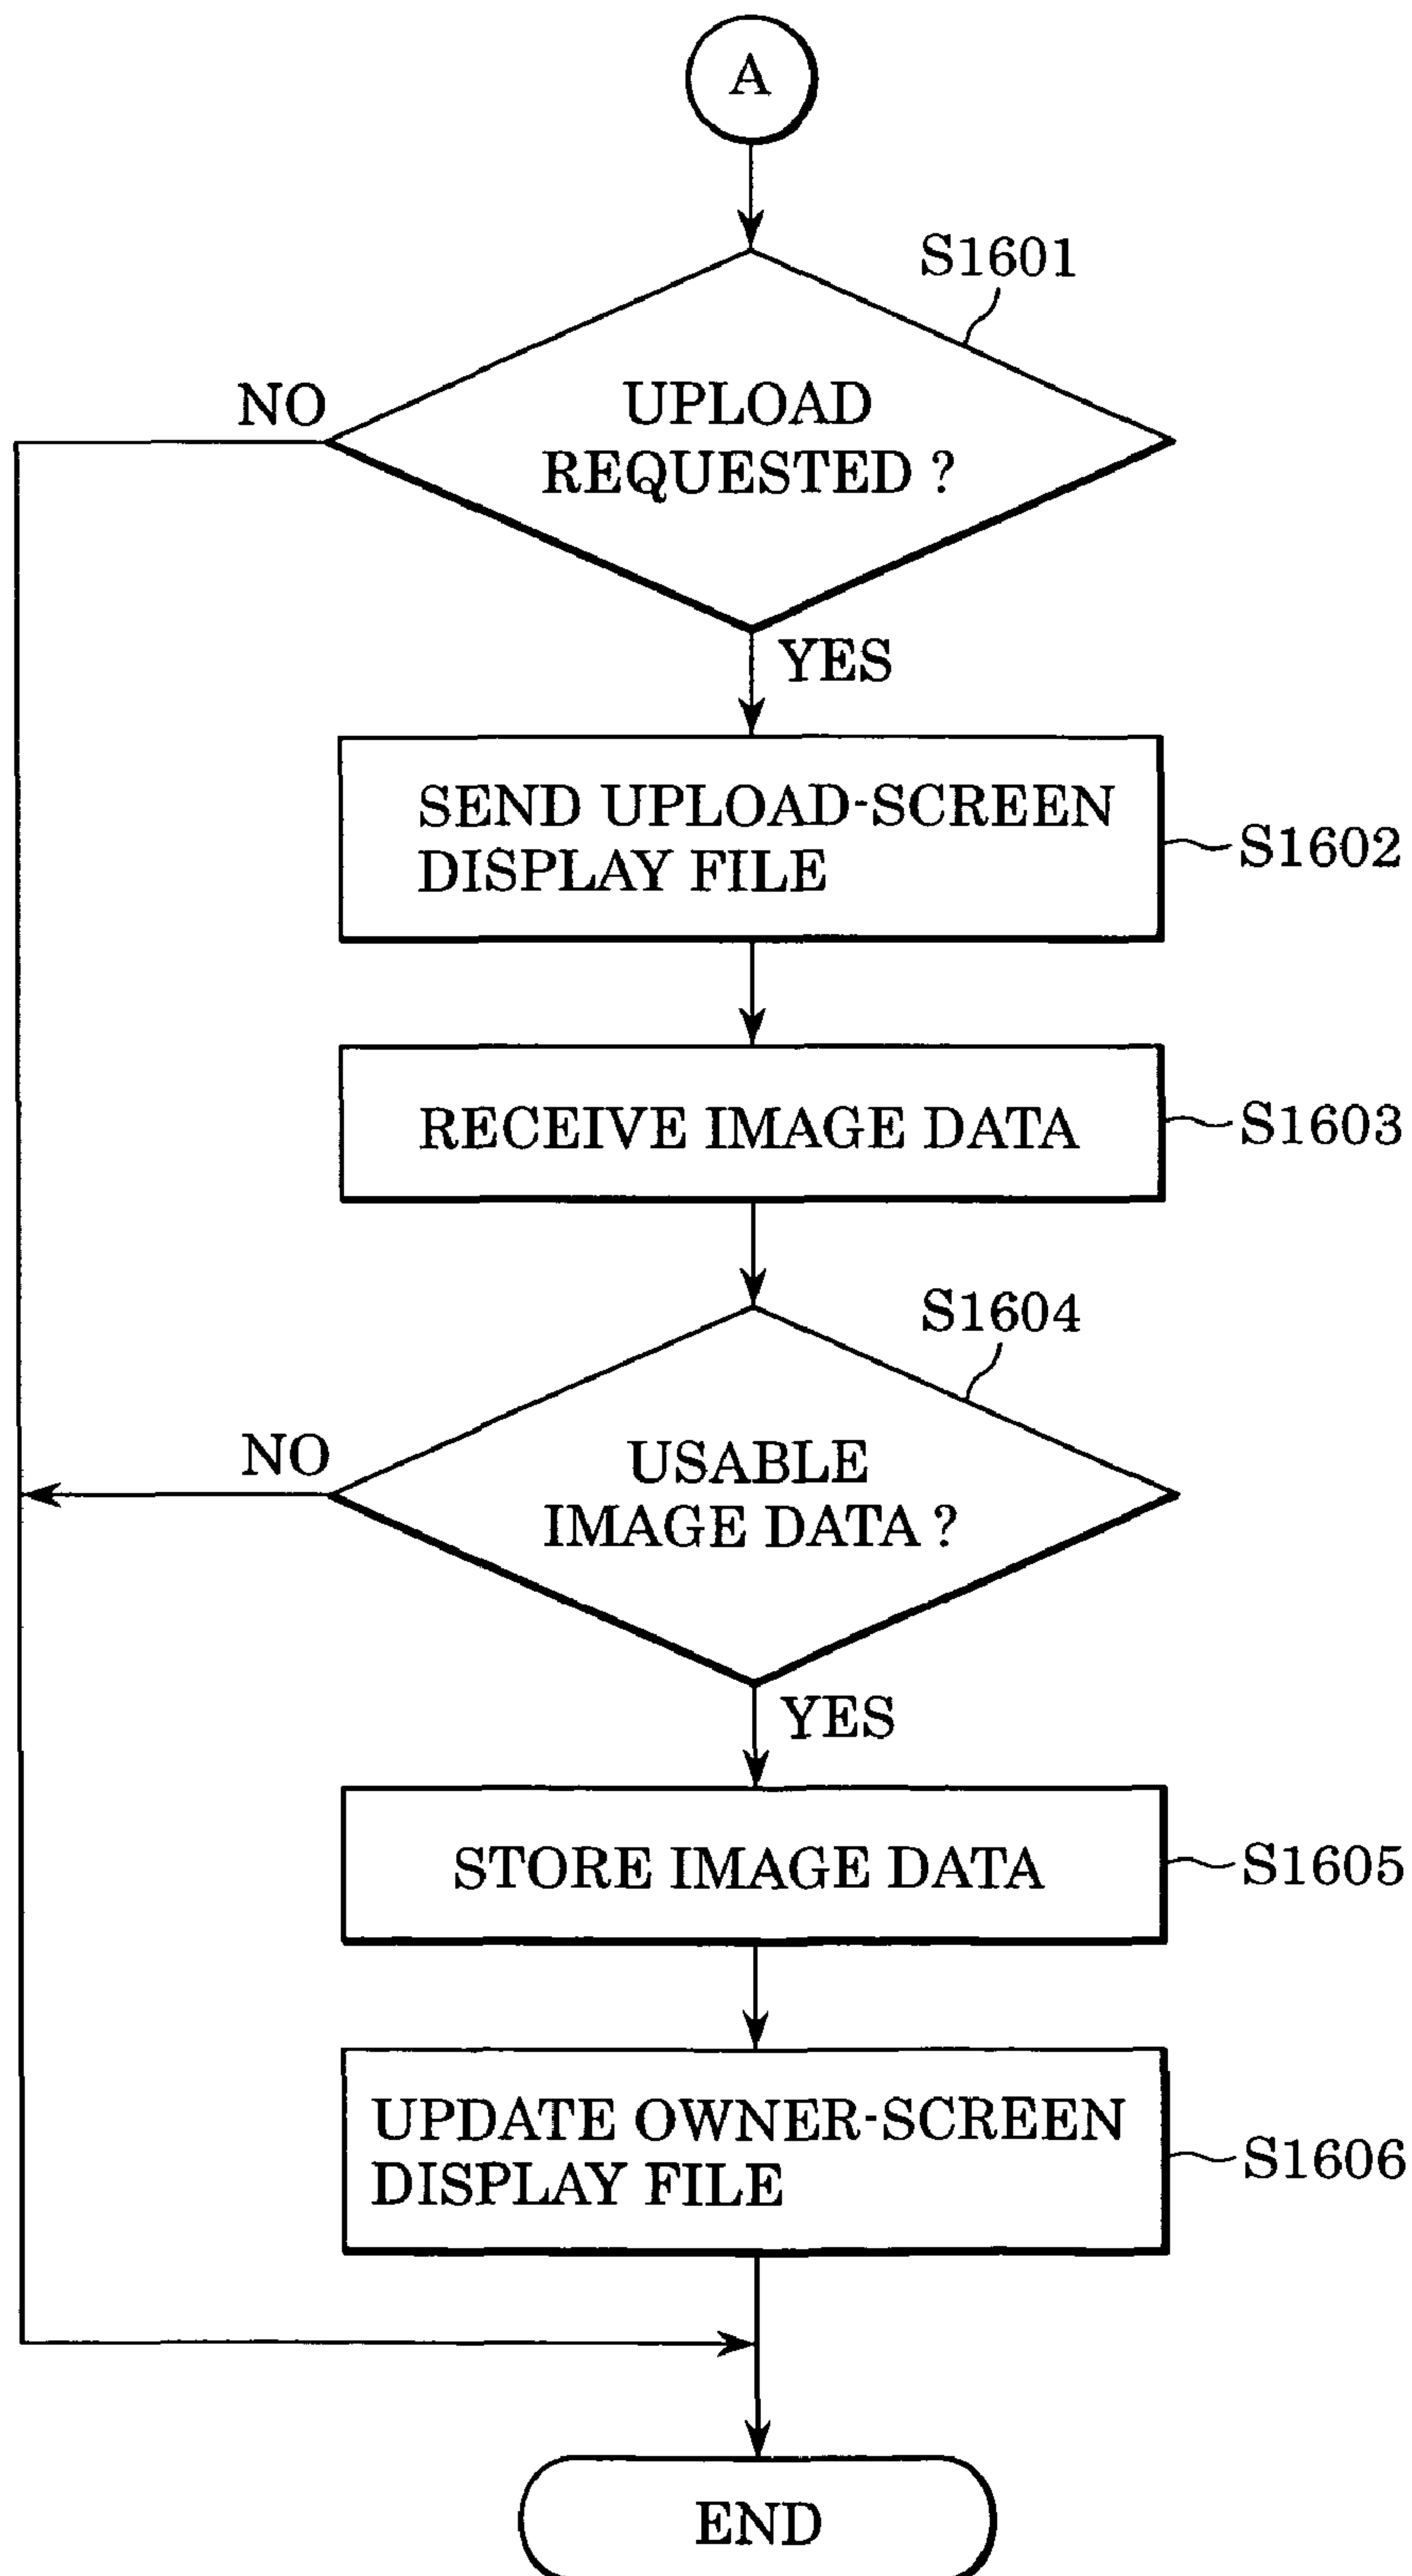 A
S1601
NO
UPLOAD
REQUESTED ?
YES
SEND UPLOAD-SCREEN
DISPLAY FILE
S1602
RECEIVE IMAGE DATA
S1603
S1604
NO
USABLE
IMAGE DATA ?
YES
STORE IMAGE DATA
S1605
UPDATE OWNER-SCREEN
DISPLAY FILE
S1606
END